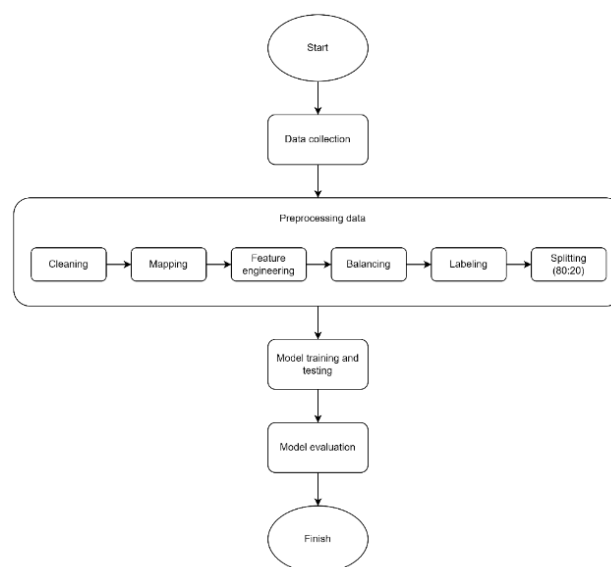 Start
Data collection
Preprocessing data
Cleaning
Mapping
Feature
engineering
Balancing
Labeling
Splitting
(80:20)
Model training and
testing
Model evaluation
Finish